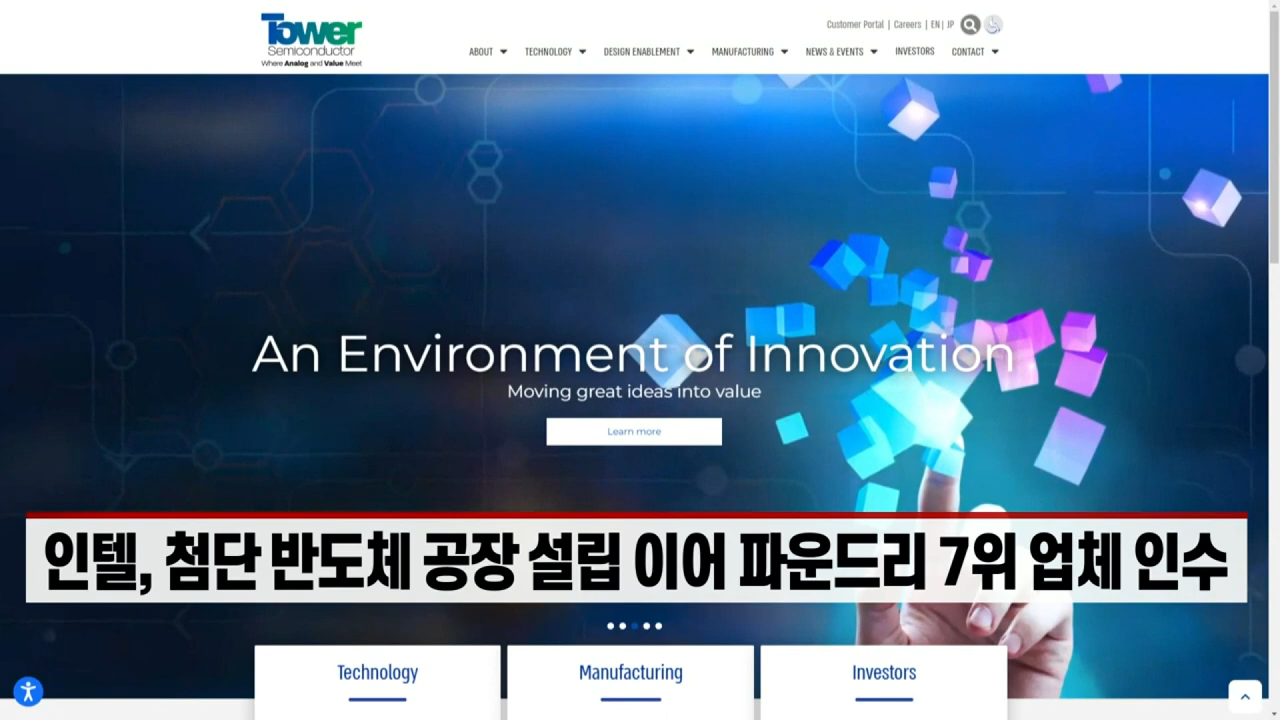 Tower
Semiconductor
Where Analog and Value Meet
Customer Portal | Careers | EN | JP
ABOUT TECHNOLOGY DESIGN ENABLEMENT MANUFACTURING NEWS & EVENTS INVESTORS CONTACT
An Environment of Innovation
Moving great ideas into value
Learn more
인텔, 첨단 반도체 공장 설립 이어 파운드리 7위 업체 인수
Technology Manufacturing Investors